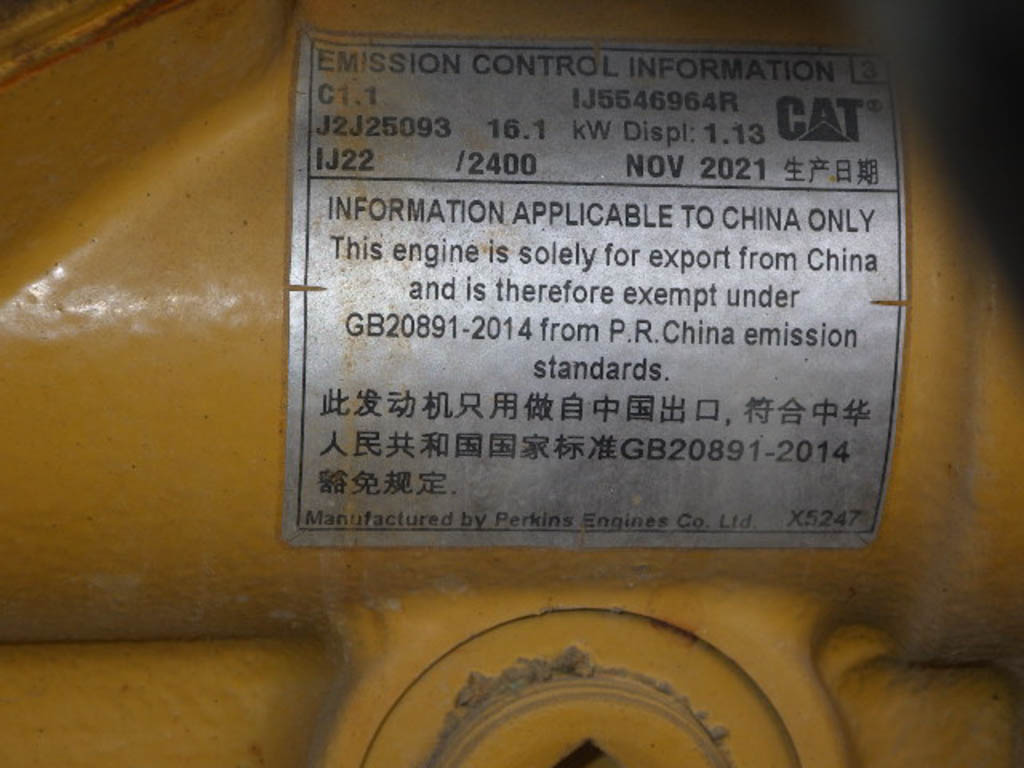 EMISSION CONTROL INFORMATION 3
C1.1 IJ5546964R CAT®
J2J25093 16.1 kW Displ: 1.13
IJ22 /2400 NOV 2021 生产日期
INFORMATION APPLICABLE TO CHINA ONLY
This engine is solely for export from China
and is therefore exempt under
GB20891-2014 from P.R.China emission
standards.
此发动机只用做自中国出口, 符合中华
人民共和国国家标准GB20891-2014
豁免规定.
Manufactured by Perkins Engines Co. Ltd. X5247